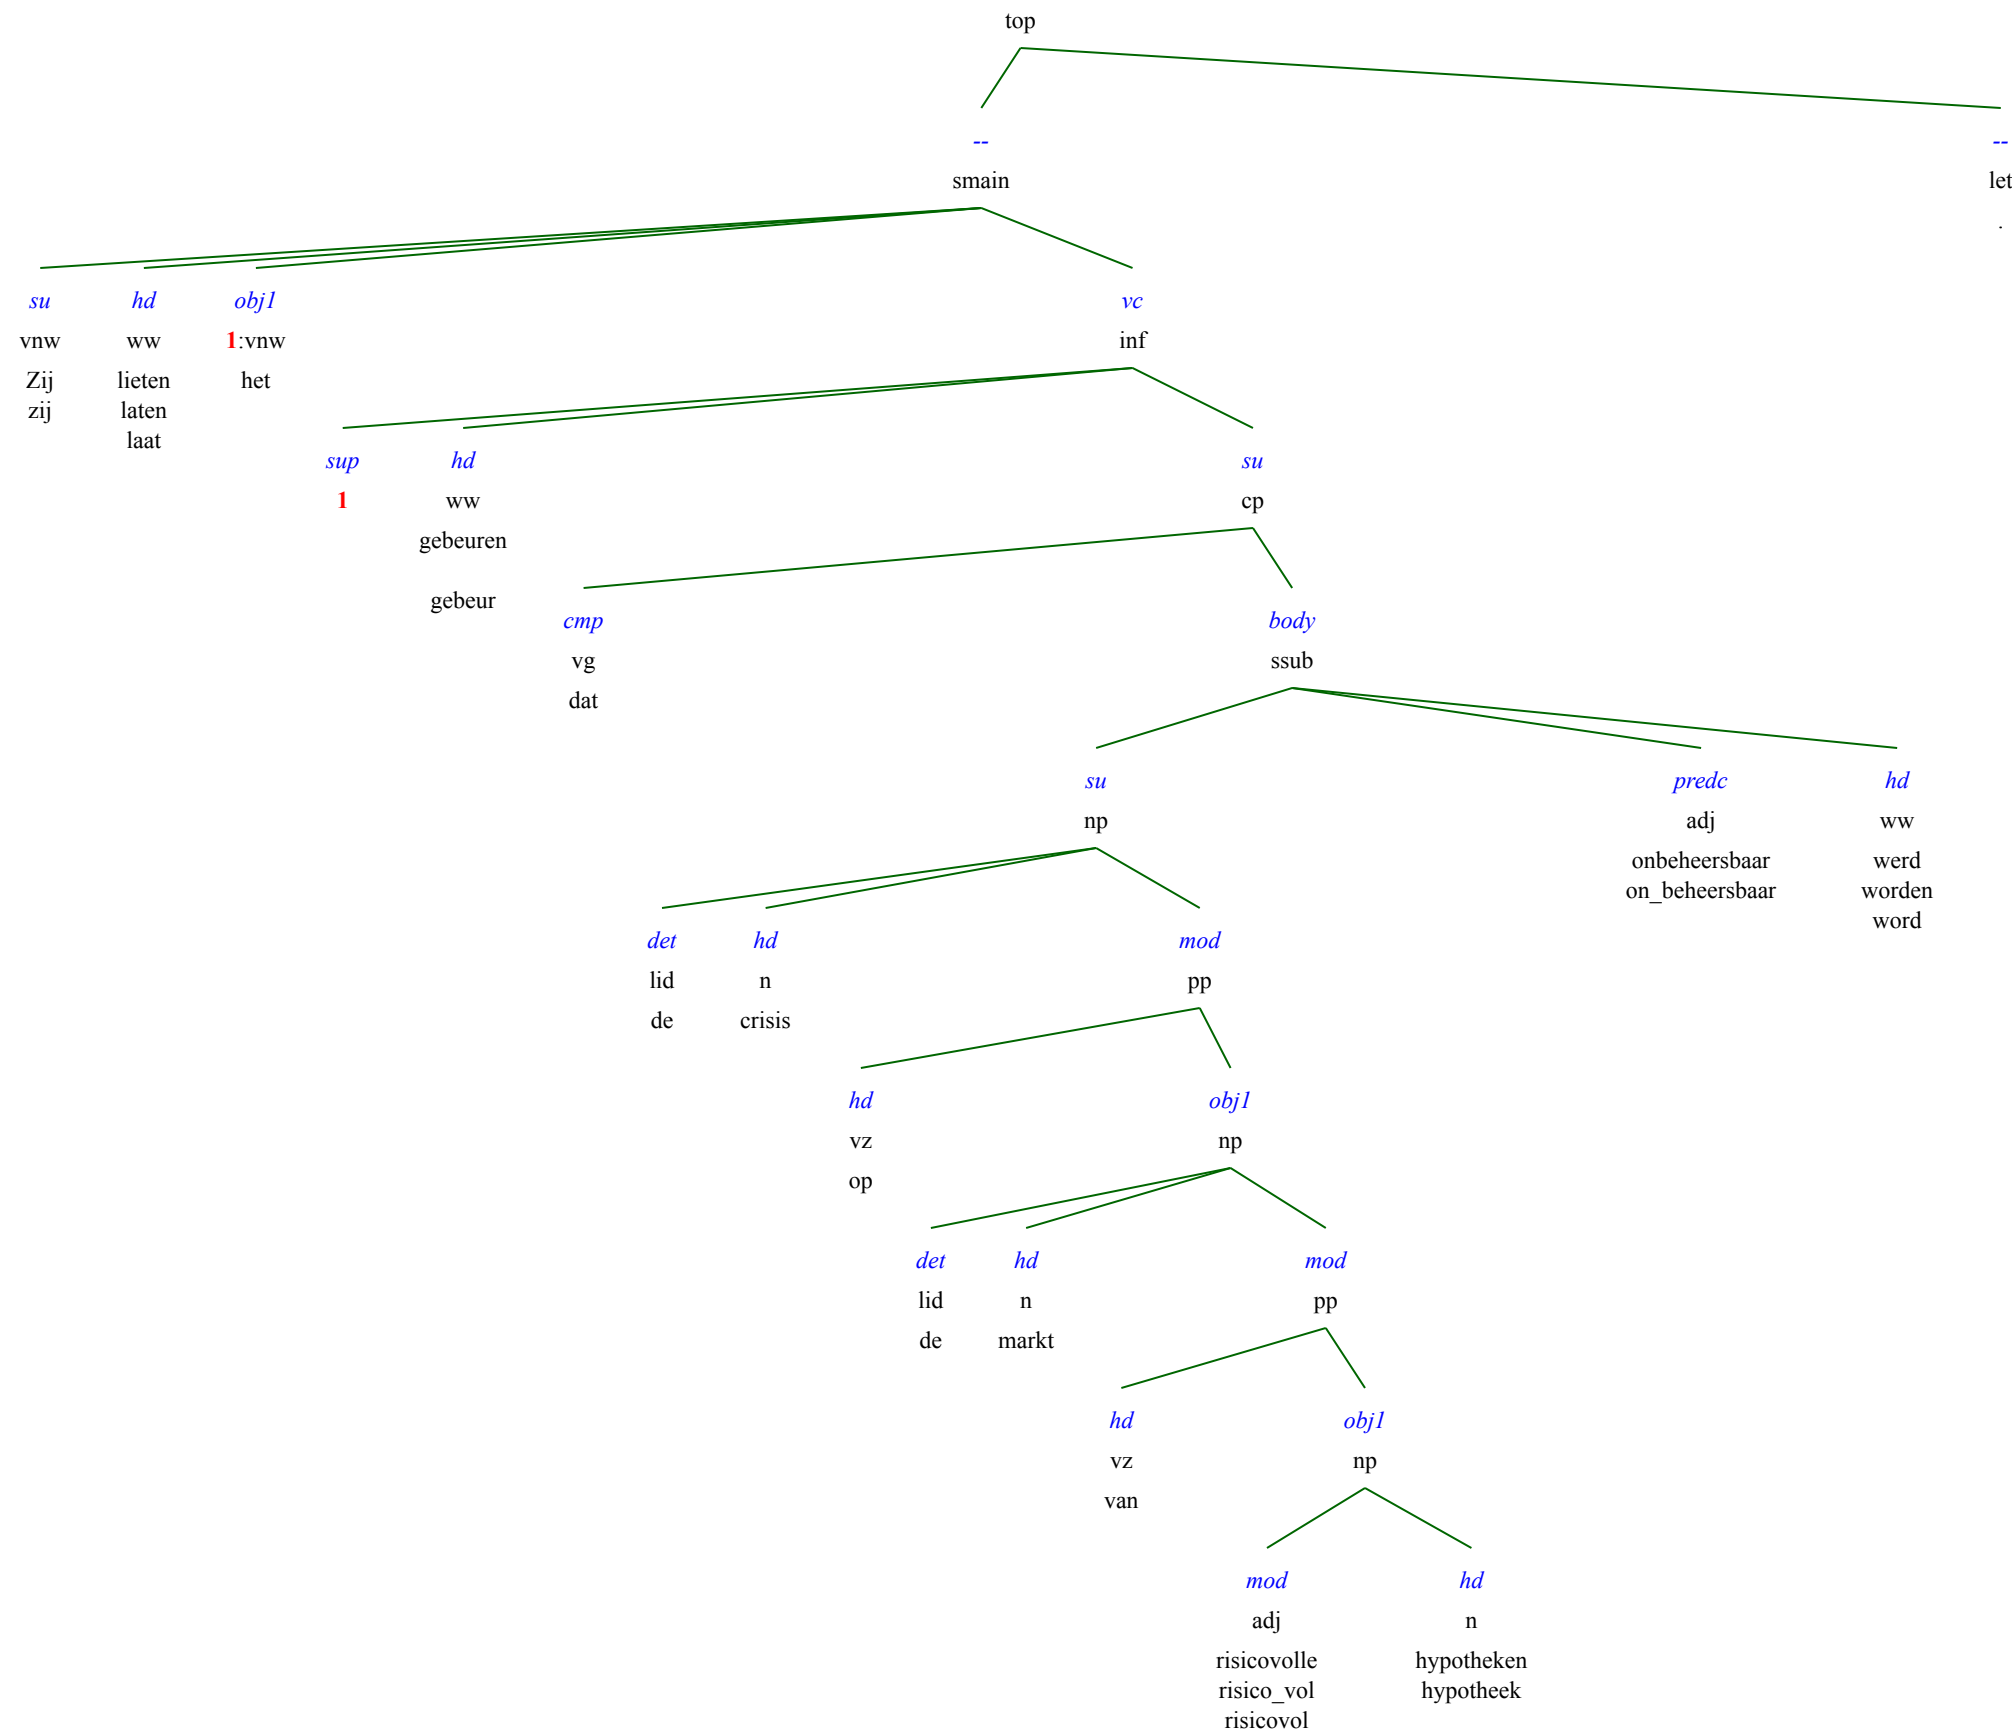 top
-- --
smain let
.
su hd obj1 vc
vnw ww 1:vnw inf
Zij lieten het
zij laten
laat
sup hd su
1 ww cp
gebeuren
gebeur
cmp body
vg ssub
dat
su predc hd
np adj ww
onbeheersbaar werd
on_beheersbaar worden
word
det hd mod
lid n pp
de crisis
hd obj1
vz np
op
det hd mod
lid n pp
de markt
hd obj1
vz np
van
mod hd
adj n
risicovolle hypotheken
risico_vol hypotheek
risicovol